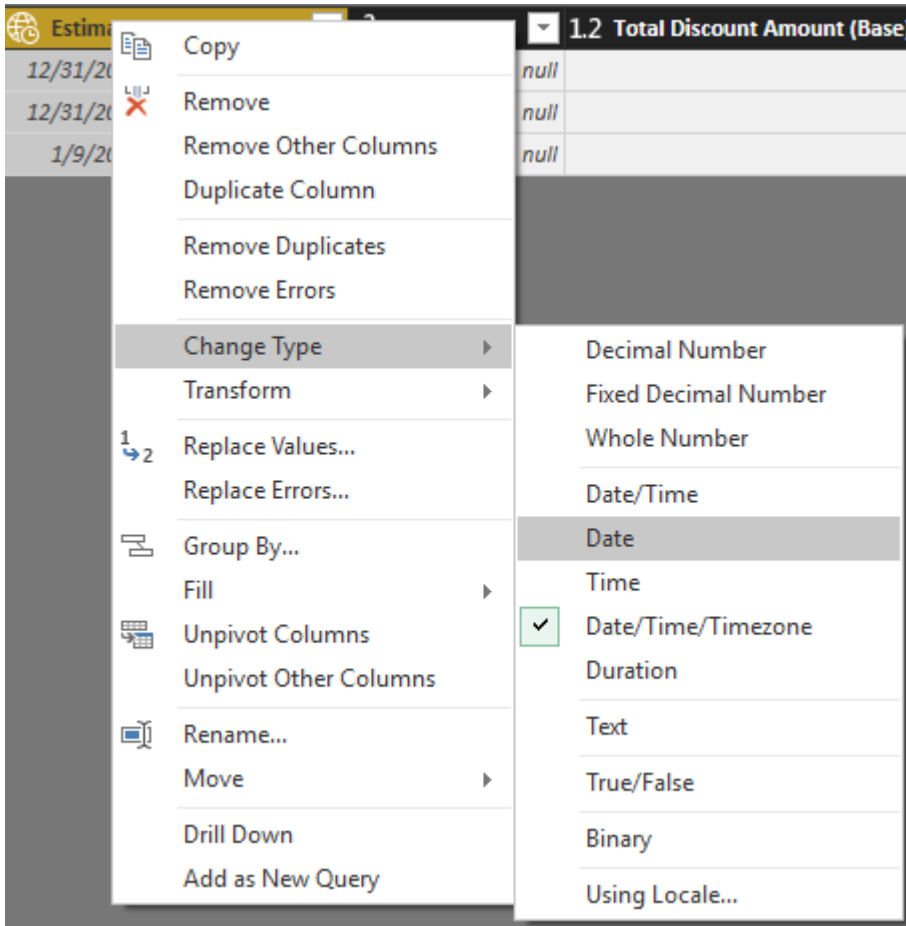 1.2 Total Discount Amount (Base)
12/31/20
null
12/31/20
null
1/9/20
null
Copy
Remove
Remove Other Columns
Duplicate Column
Remove Duplicates
Remove Errors
Change Type
Transform
1
2
Replace Values...
Replace Errors...
Group By...
Fill
Unpivot Columns
Unpivot Other Columns
Rename...
Move
Drill Down
Add as New Query
Decimal Number
Fixed Decimal Number
Whole Number
Date/Time
Date
Time
Date/Time/Timezone
Duration
Text
True/False
Binary
Using Locale...